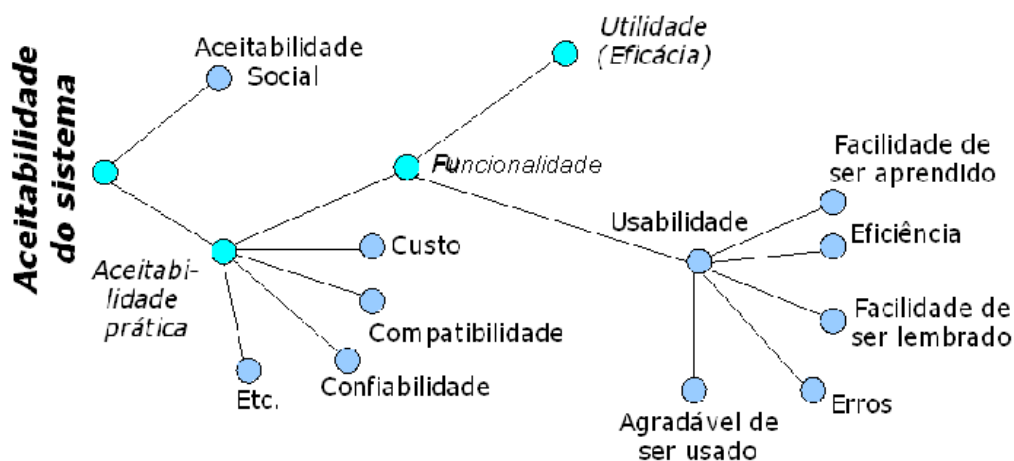 Aceitabilidade
do sistema
Aceitabilidade
Social
Utilidade
(Eficácia)
Funcionalidade
Aceitabi-
lidade
prática
Custo
Compatibilidade
Confiabilidade
Etc.
Usabilidade
Facilidade de
ser aprendido
Eficiência
Facilidade de
ser lembrado
Erros
Agradável de
ser usado